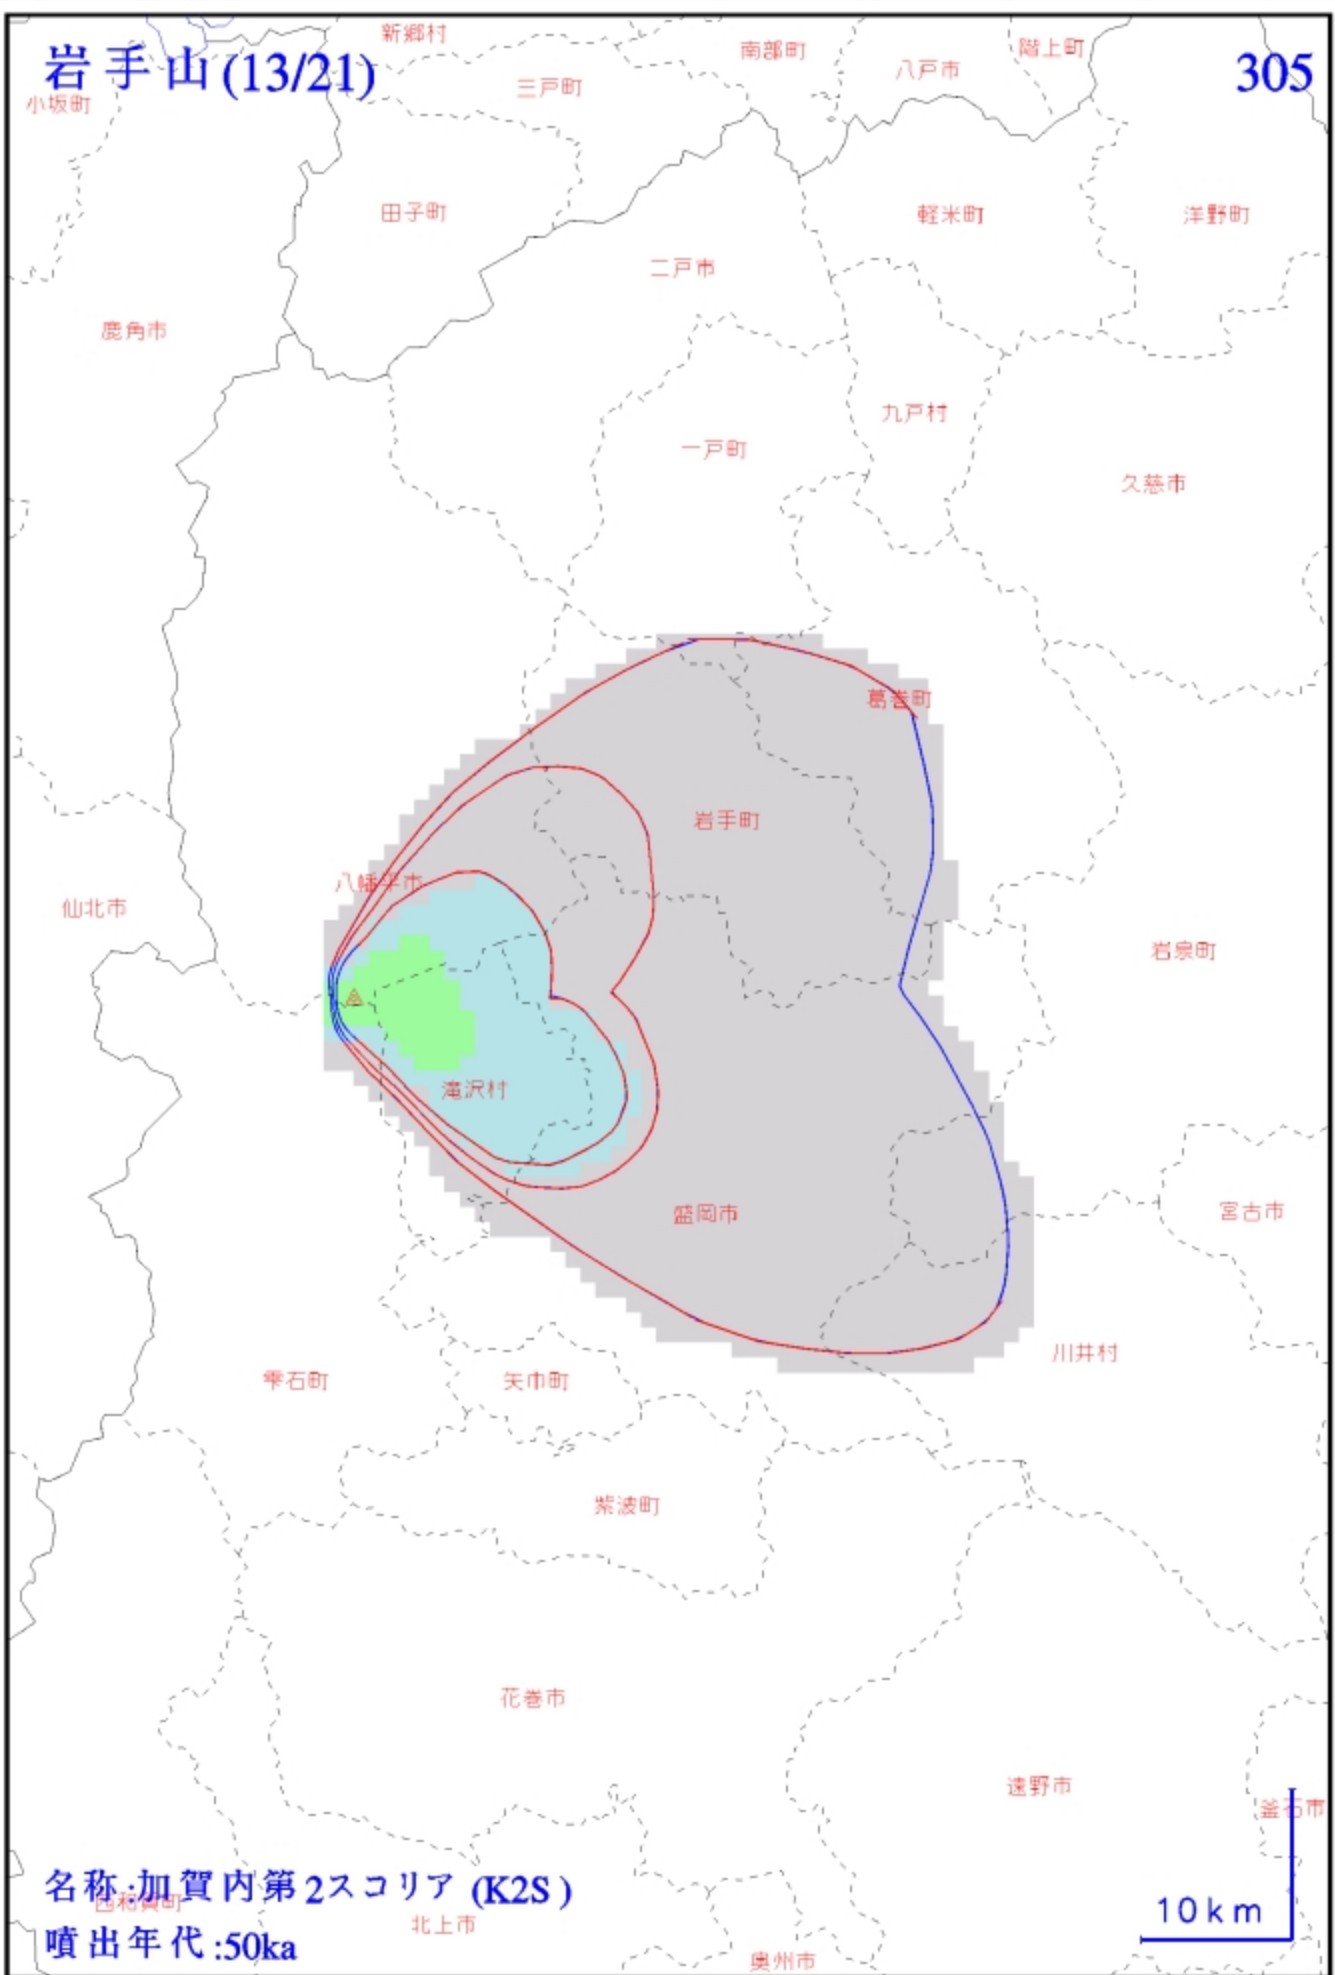 新郷村
南部町
階上町
岩手山(13/21)
305
八戸市
三戸町
小坂町
田子町
軽米町
洋野町
二戸市
鹿角市
九戸村
一戸町
久慈市
葛巻町
岩手町
八幡平市
仙北市
岩泉町
滝沢村
盛岡市
宮古市
川井村
雫石町
矢巾町
紫波町
花巻市
遠野市
釜石市
名称:加賀内第2スコリア(K2S)
西和賀町
10km
北上市
噴出年代:50ka
奥州市